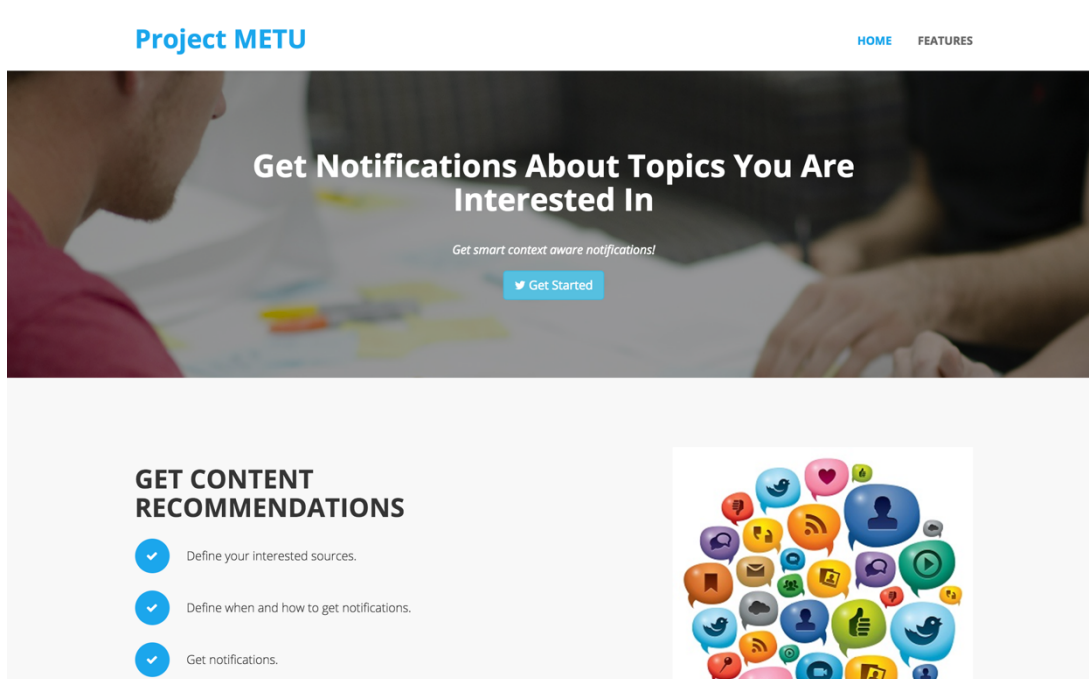 Project METU
HOME FEATURES
Get Notifications About Topics You Are
Interested In
Get smart context aware notifications!
Get Started
GET CONTENT
RECOMMENDATIONS
Define your interested sources.
Define when and how to get notifications.
Get notifications.